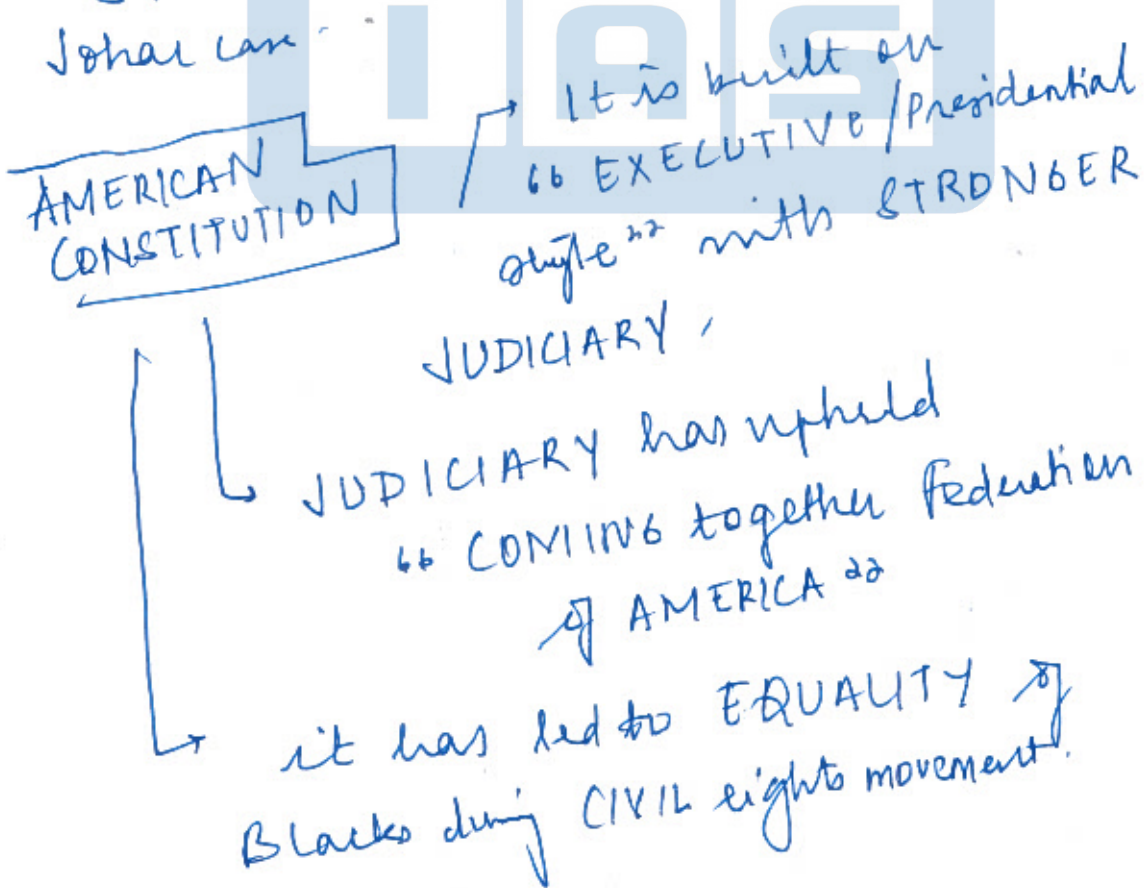 Johar case
IAS
AMERICAN
CONSTITUTION
It is built on
"EXECUTIVE/Presidential
style" with STRONGER
JUDICIARY,
JUDICIARY has upheld
"COMING together Federation
of AMERICA"
it has led to EQUALITY of
Blacks during CIVIL rights movement.